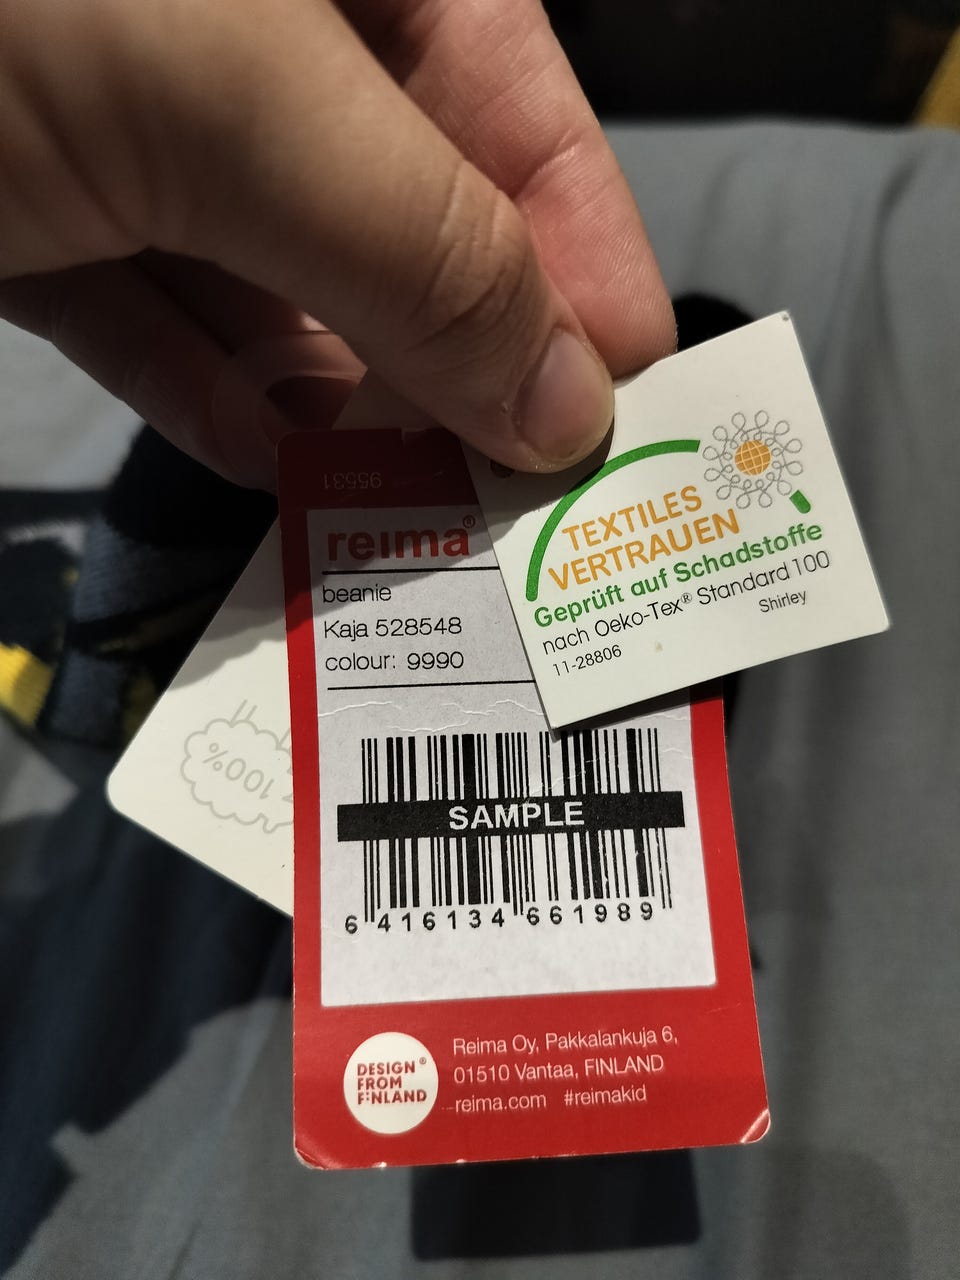 95531
reima®
beanie
Kaja 528548
colour: 9990
SAMPLE
6 416134 661989
DESIGN®
FROM
FINLAND
Reima Oy, Pakkalankuja 6,
01510 Vantaa, FINLAND
reima.com #reimakid
TEXTILES
VERTRAUEN
Geprüft auf Schadstoffe
nach Oeko-Tex® Standard 100
Shirley
11-28806
100%